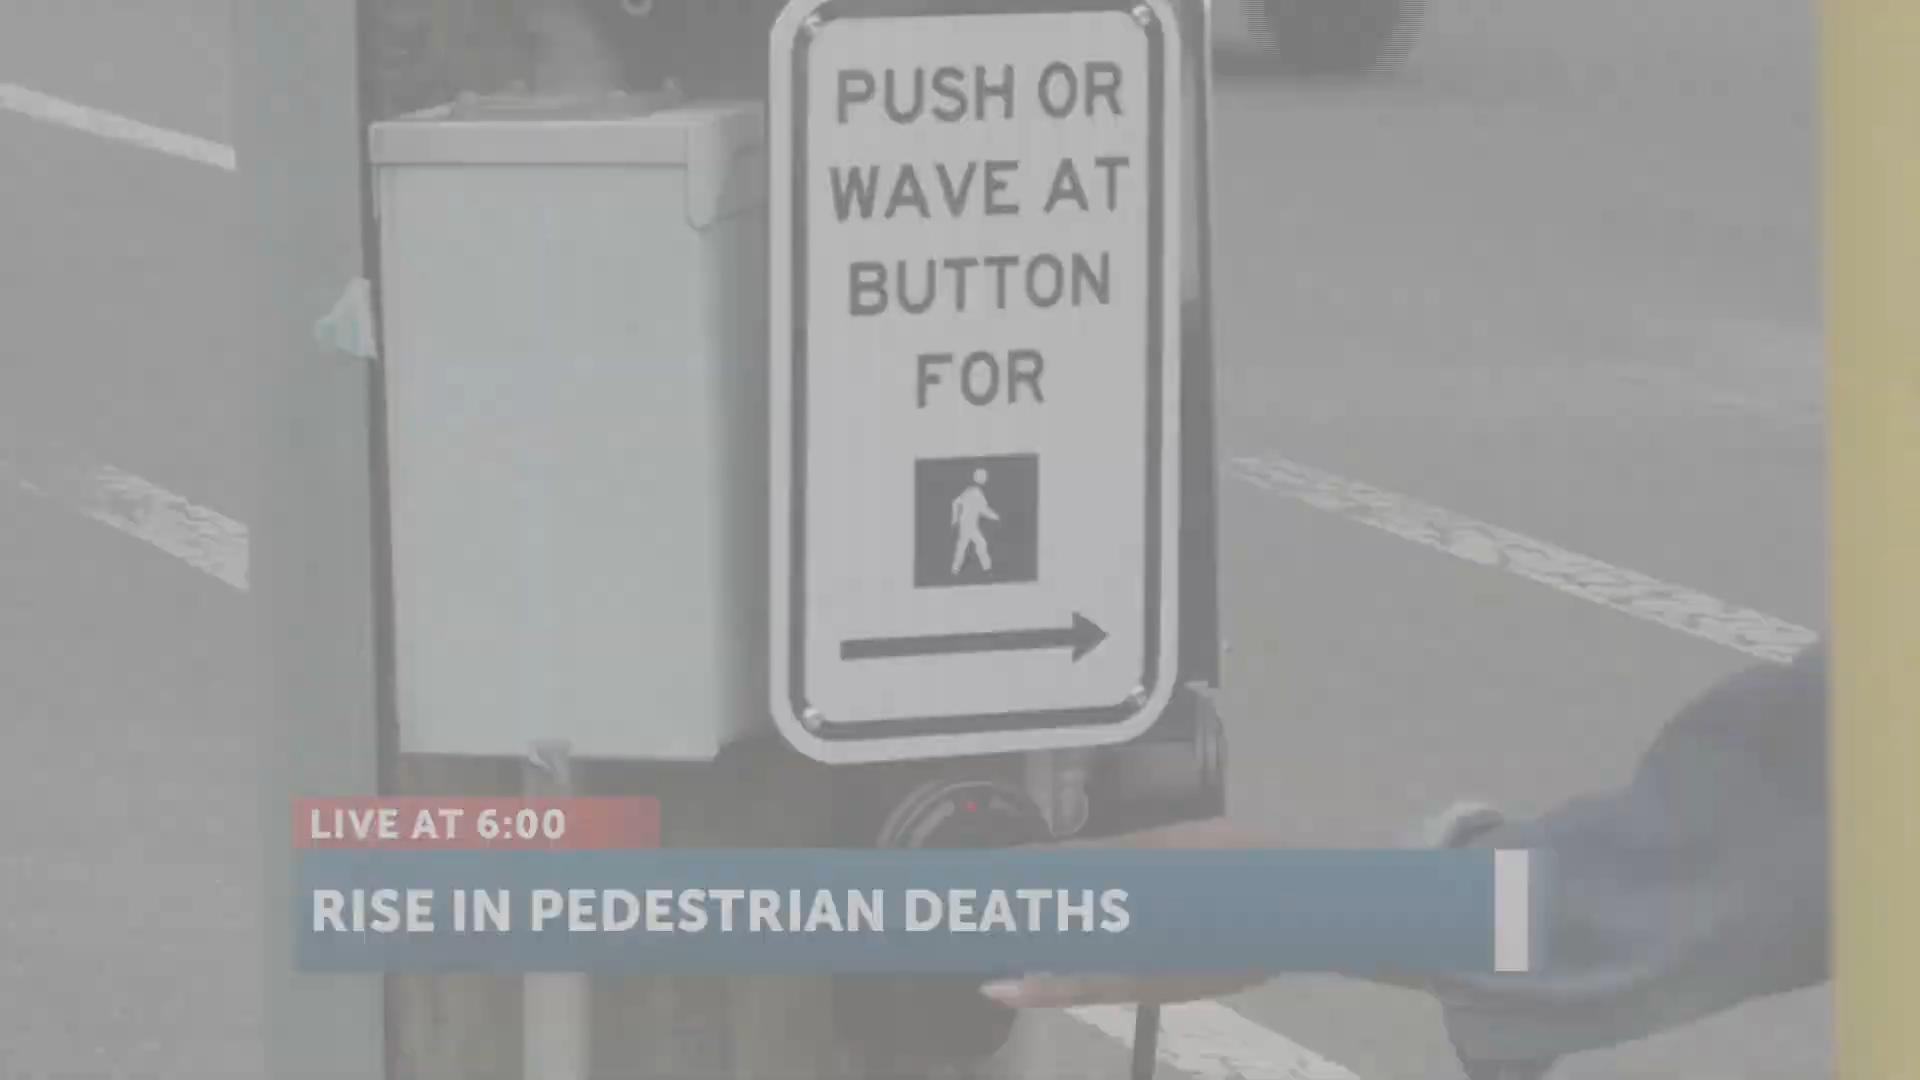 PUSH OR
WAVE AT
BUTTON
FOR
LIVE AT 6:00
RISE IN PEDESTRIAN DEATHS